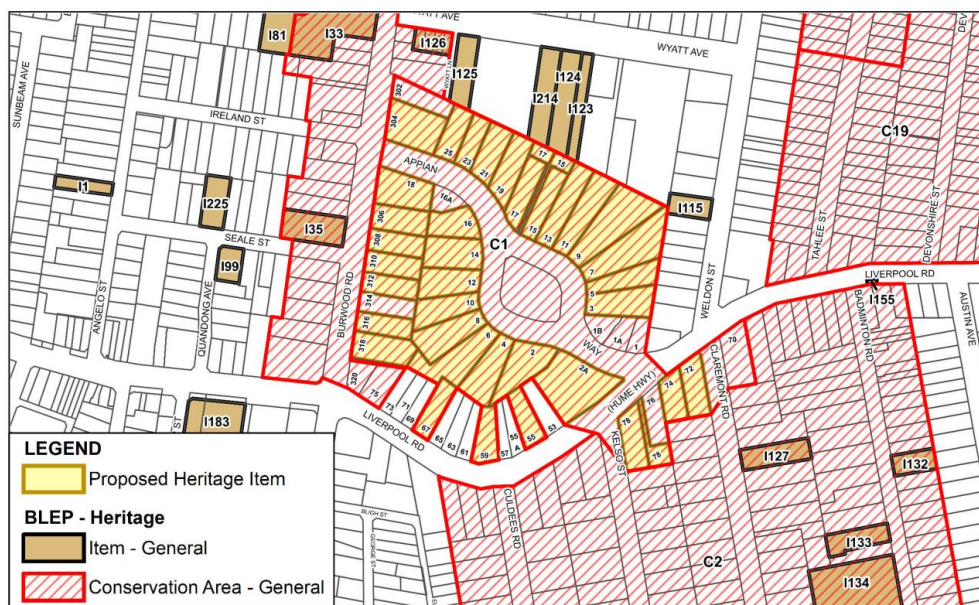 WYATT AVE
I81
I33
I126
I125
WYATT AVE
I124
I214
I123
SUNBEAM AVE
IRELAND ST
302
304
APPIAN
25
23
21
19
17
17
15
15
13
11
9
7
5
3
1B
1A
1
C19
I1
I225
I35
18
16A
16
C1
14
12
10
8
6
4
2
2A
WAY
I115
TAHLEE ST
DEVONSHIRE ST
SEALE ST
I99
306
308
310
312
314
316
318
320
BURWOOD RD
WELDON ST
LIVERPOOL RD
I155
ANGELO ST
QUANDONG AVE
BADMINTON RD
AUSTIN AVE
(HUME HWY)
CLAREMONT RD
70
72
74
76
78
78
75
73
71
69
67
65
63
61
59
57
55
A
55
53
LIVERPOOL RD
KELSO ST
I183
ST
I127
I132
CULDEES RD
BLIGH ST
GEORGE ST
C2
I133
I134
LEGEND
Proposed Heritage Item
BLEP - Heritage
Item - General
Conservation Area - General